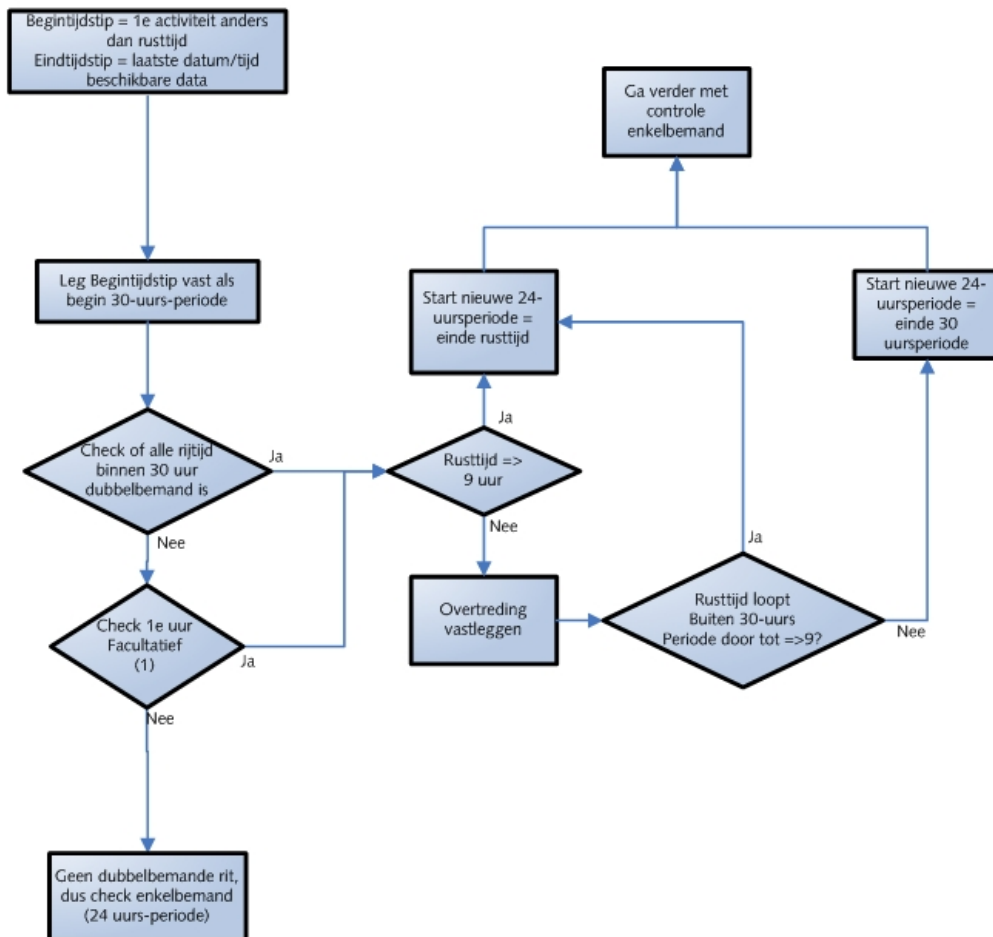 Begintijdstip = 1e activiteit anders
dan rusttijd
Eindtijdstip = laatste datum/tijd
beschikbare data
Ga verder met
controle
enkelbemand
Leg Begintijdstip vast als
begin 30-uurs-periode
Start nieuwe 24-
uursperiode =
einde rusttijd
Start nieuwe 24-
uursperiode =
einde 30
uursperiode
Check of alle rijtijd
binnen 30 uur
dubbelbemand is
Ja
Nee
Rusttijd =>
9 uur
Ja
Nee
Check 1e uur
Facultatief
(1)
Ja
Nee
Overtreding
vastleggen
Rusttijd loopt
Buiten 30-uurs
Periode door tot =>9?
Ja
Nee
Geen dubbelbemande rit,
dus check enkelbemand
(24 uurs-periode)